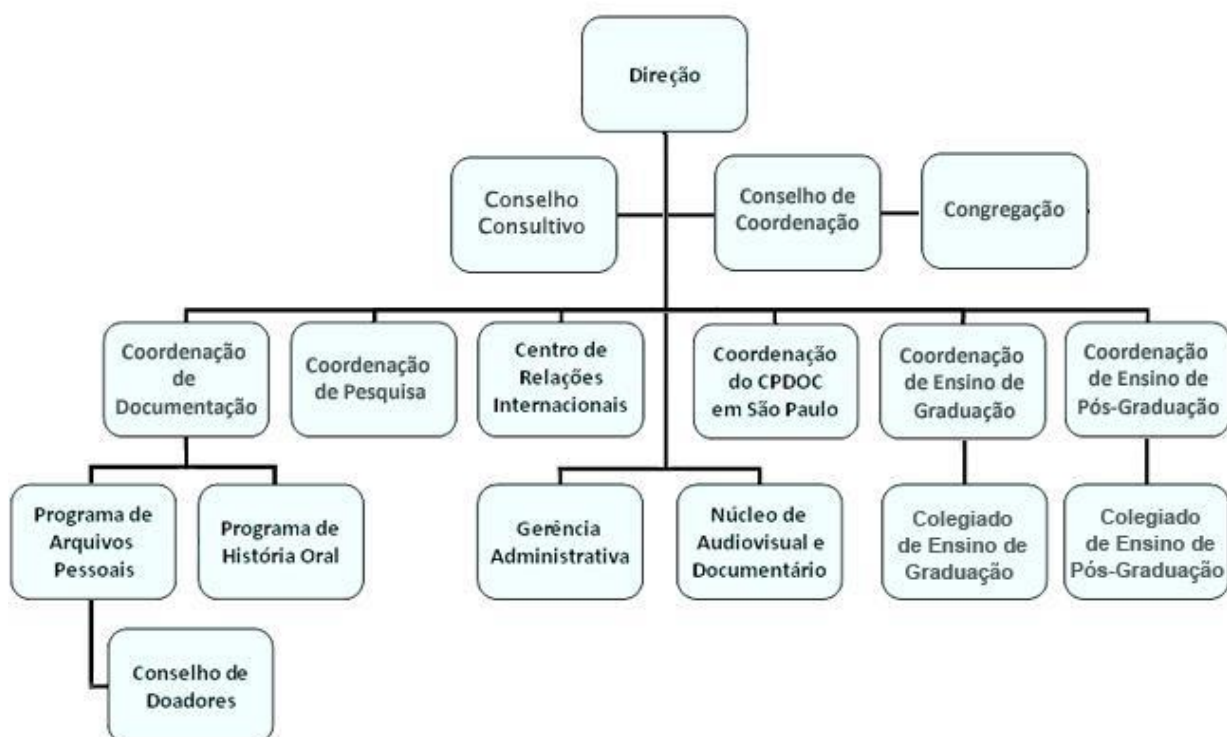 Direção
Conselho
Consultivo
Conselho de
Coordenação
Congregação
Coordenação
de
Documentação
Coordenação
de Pesquisa
Centro de
Relações
Internacionais
Coordenação
do CPDOC
em São Paulo
Coordenação
de Ensino de
Graduação
Coordenação
de Ensino de
Pós-Graduação
Programa de
Arquivos
Pessoais
Programa de
História Oral
Gerência
Administrativa
Núcleo de
Audiovisual e
Documentário
Colegiado
de Ensino de
Graduação
Colegiado
de Ensino de
Pós-Graduação
Conselho de
Doadores